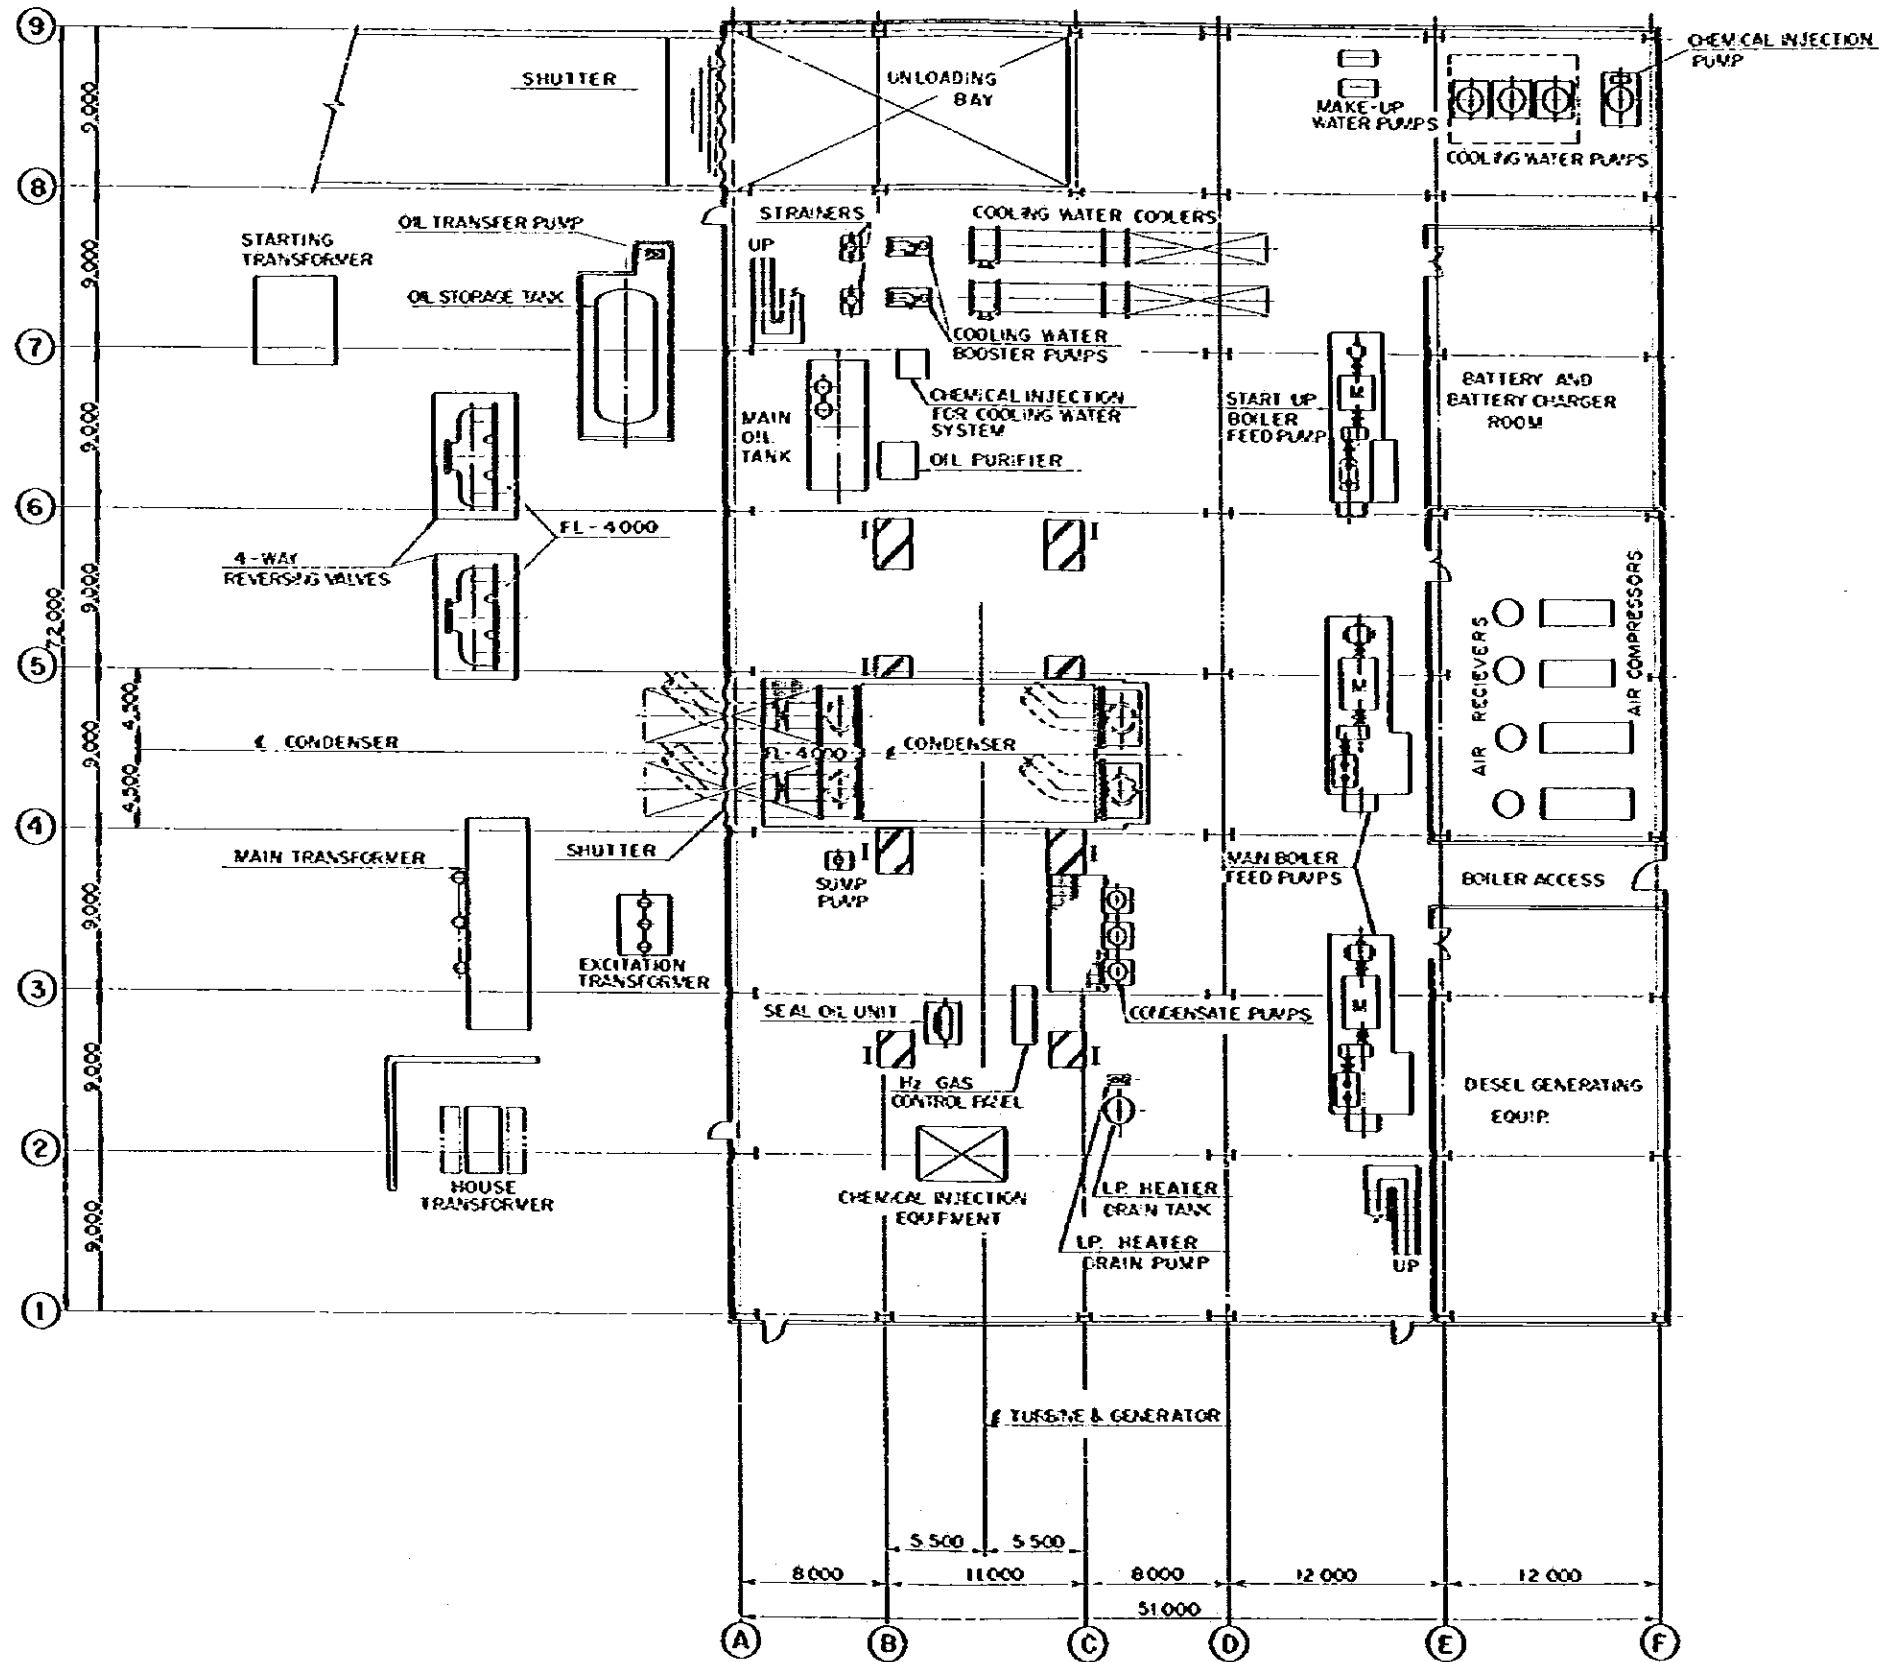 9
CHEMICAL INJECTION
PUMP
SHUTTER
UNLOADING
BAY
9,000
MAKE-UP
WATER PUMPS
COOLING WATER PUMPS
8
OIL TRANSFER PUMP
STRAINERS
COOLING WATER COOLERS
STARTING
TRANSFORMER
UP
9,000
OIL STORAGE TANK
COOLING WATER
BOOSTER PUMPS
7
BATTERY AND
BATTERY CHARGER
ROOM
CHEMICAL INJECTION
FOR COOLING WATER
SYSTEM
START UP
BOILER
FEED PUMP
MAIN
OIL
TANK
9,000
OIL PURIFIER
6
I
I
FL-4000
4-WAY
REVERSING VALVES
9,000
72,000
AIR RECIEVERS
AIR COMPRESSORS
5
I
I
M
4,500
9,000
℄ CONDENSER
FL-4000
℄ CONDENSER
4,500
4
MAIN TRANSFORMER
SHUTTER
I
I
SUMP
PUMP
MAIN BOILER
FEED PUMPS
BOILER ACCESS
9,000
EXCITATION
TRANSFORMER
3
SEAL OIL UNIT
CONDENSATE PUMPS
M
I
I
9,000
H2 GAS
CONTROL PANEL
DIESEL GENERATING
EQUIP.
2
HOUSE
TRANSFORMER
CHEMICAL INJECTION
EQUIPMENT
L.P. HEATER
DRAIN TANK
9,000
L.P. HEATER
DRAIN PUMP
UP
1
℄ TURBINE & GENERATOR
5 500
5 500
8 000
11 000
8 000
12 000
12 000
51 000
A
B
C
D
E
F